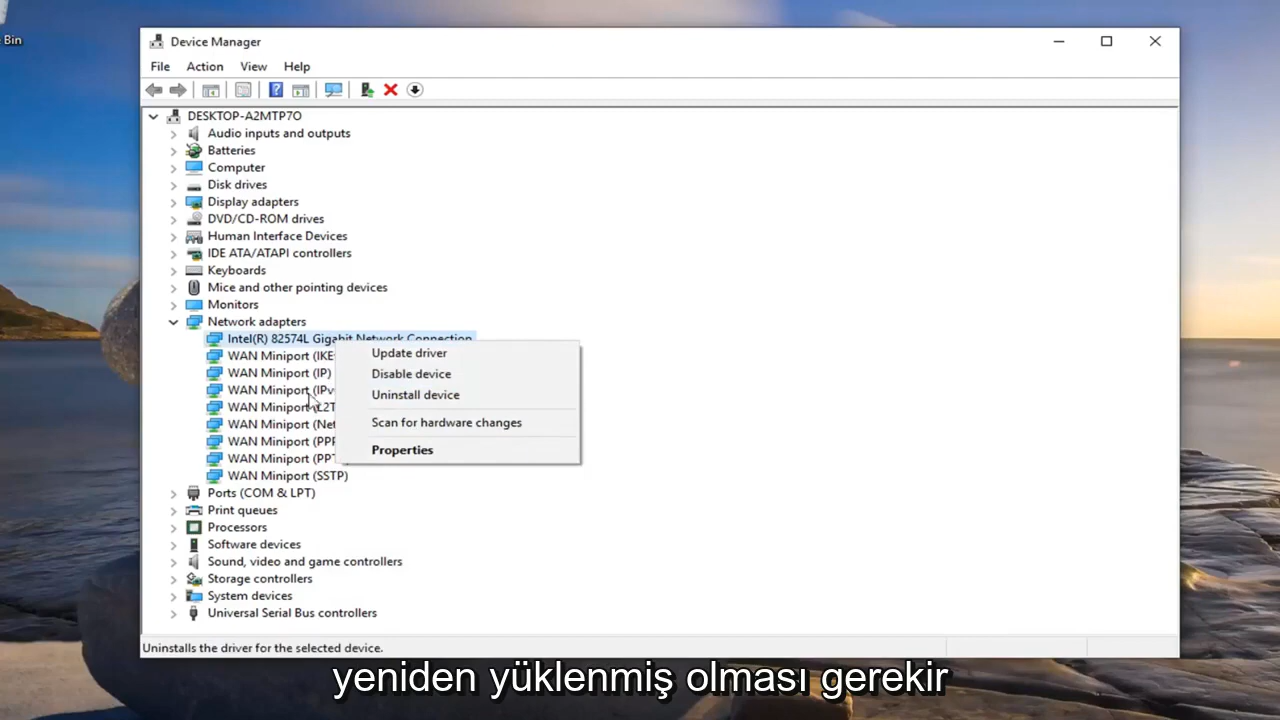 Bin
Device Manager
File Action View Help
DESKTOP-A2MTP7O
Audio inputs and outputs
Batteries
Computer
Disk drives
Display adapters
DVD/CD-ROM drives
Human Interface Devices
IDE ATA/ATAPI controllers
Keyboards
Mice and other pointing devices
Monitors
Network adapters
Intel(R) 82574L Gigabit Network Connection
WAN Miniport (IKE
WAN Miniport (IP)
WAN Miniport (IPv
WAN Miniport (L2T
WAN Miniport (Net
WAN Miniport (PPP
WAN Miniport (PPT
WAN Miniport (SSTP)
Update driver
Disable device
Uninstall device
Scan for hardware changes
Properties
Ports (COM & LPT)
Print queues
Processors
Software devices
Sound, video and game controllers
Storage controllers
System devices
Universal Serial Bus controllers
Uninstalls the driver for the selected device.
yeniden yüklenmiş olması gerekir